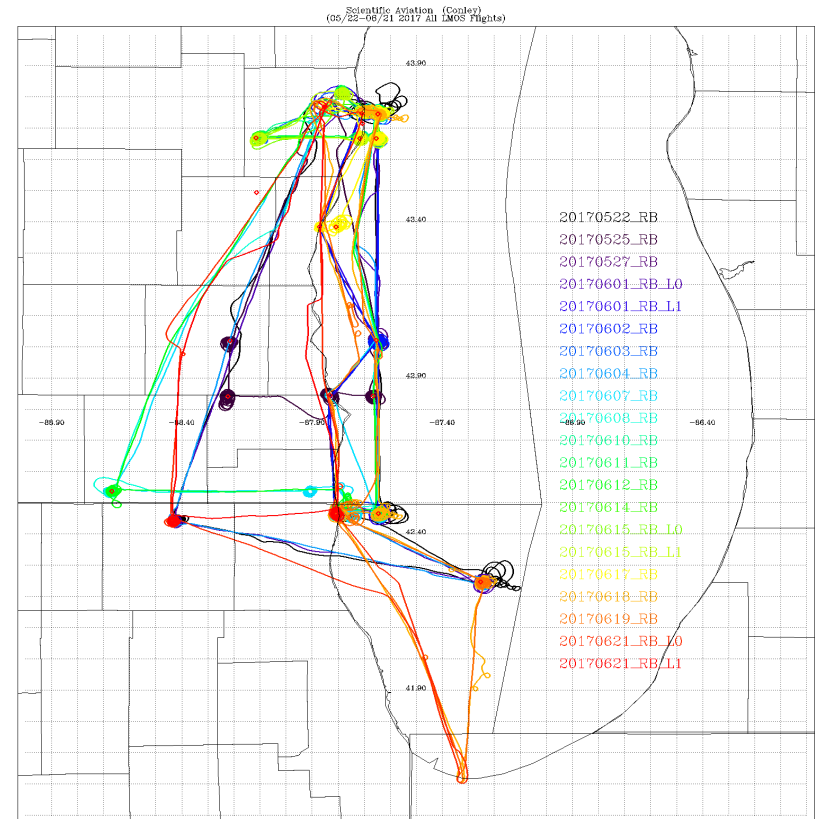 Scientific Aviation (Conley)
(05/22-06/21 2017 All LMOS Flights)
43.90
43.40
20170522_RB
20170525_RB
20170527_RB
20170601_RB_L0
20170601_RB_L1
20170602_RB
20170603_RB
20170604_RB
20170607_RB
20170608_RB
20170610_RB
20170611_RB
20170612_RB
20170614_RB
20170615_RB_L0
20170615_RB_L1
20170617_RB
20170618_RB
20170619_RB
20170621_RB_L0
20170621_RB_L1
42.90
-88.90 -88.40 -87.90 -87.40 -86.90 -86.40
42.40
41.90